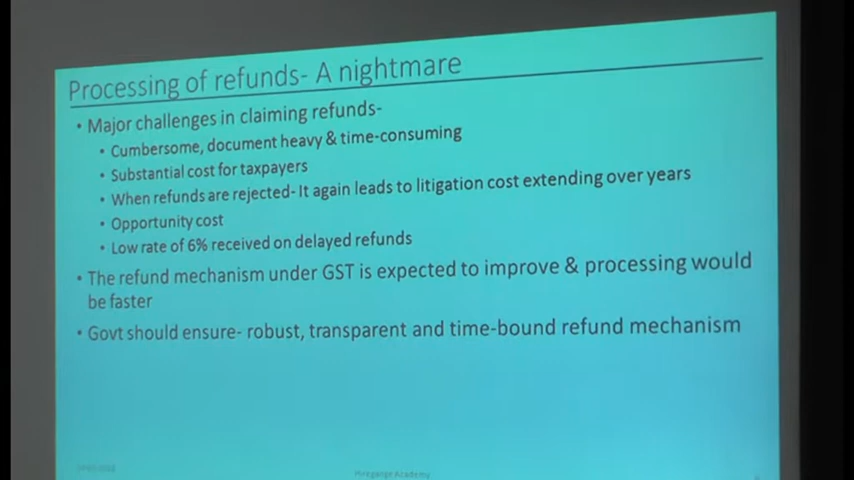 Processing of refunds- A nightmare
• Major challenges in claiming refunds-
• Cumbersome, document heavy & time-consuming
• Substantial cost for taxpayers
• When refunds are rejected- It again leads to litigation cost extending over years
• Opportunity cost
• Low rate of 6% received on delayed refunds
• The refund mechanism under GST is expected to improve & processing would
be faster
• Govt should ensure- robust, transparent and time-bound refund mechanism
Academy